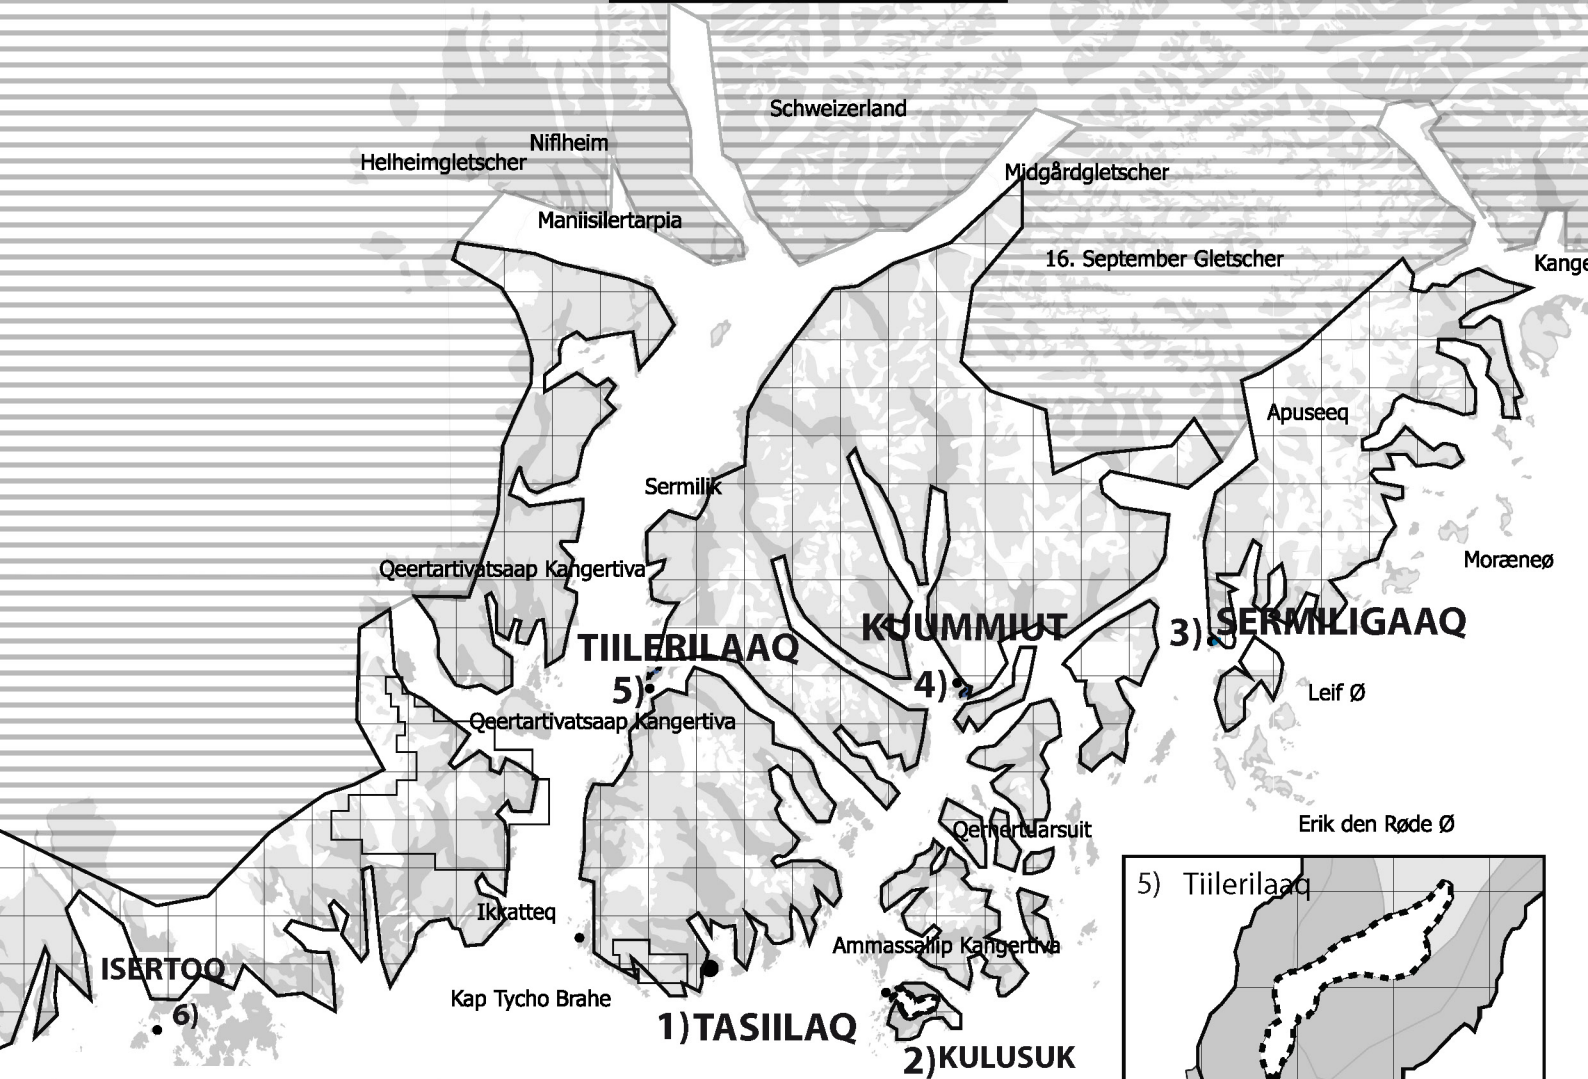 Schweizerland
Niflheim
Helheimgletscher
Midgårdgletscher
Maniisilertarpia
16. September Gletscher
Kange
Apuseeq
Sermilik
Moræneø
Qeertartivatsaap Kangertiva
KUUMMIUT
3) SERMILIGAAQ
TIILERILAAQ
5)
4)
Leif Ø
Qeertartivatsaap Kangertiva
Qernertuarsuit
Erik den Røde Ø
5) Tiilerilaaq
Ikkatteq
Ammassallip Kangertiva
ISERTOQ
Kap Tycho Brahe
6)
1) TASIILAQ
2) KULUSUK